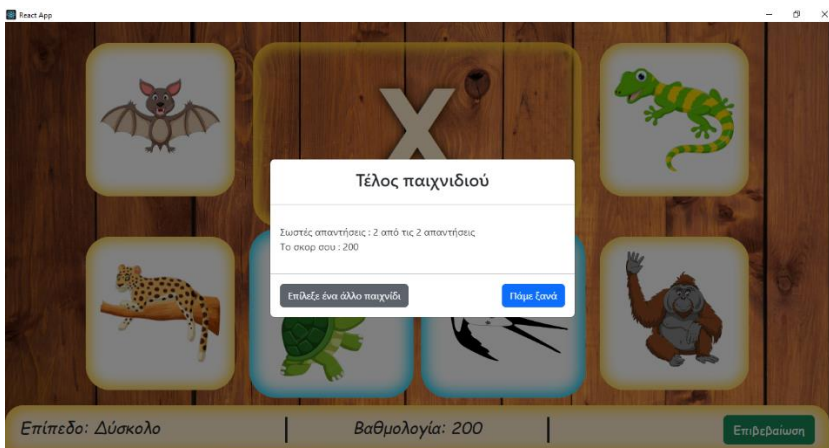 React App
Χ
Τέλος παιχνιδιού
Σωστές απαντήσεις : 2 από τις 2 απαντήσεις
Το σκορ σου : 200
Επίλεξε ένα άλλο παιχνίδι
Πάμε ξανά
Επίπεδο: Δύσκολο | Βαθμολογία: 200 |
Επιβεβαίωση